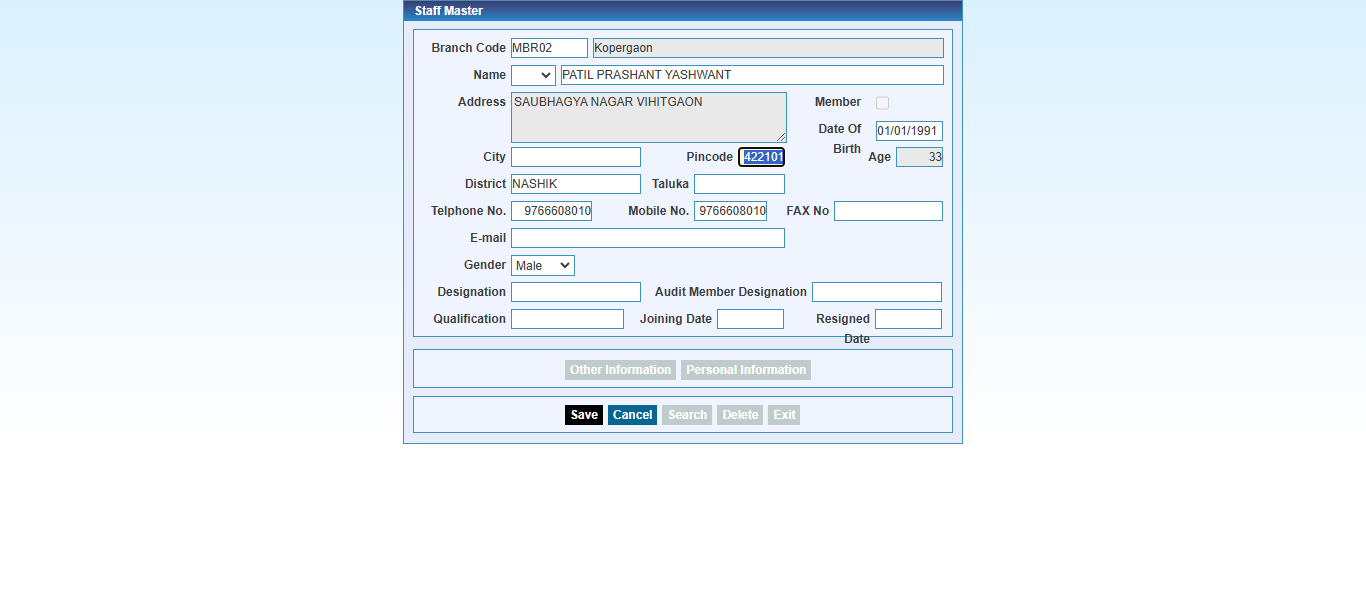 Staff Master
Branch Code MBR02 Kopergaon
Name PATIL PRASHANT YASHWANT
Address SAUBHAGYA NAGAR VIHITGAON Member
Date Of Birth 01/01/1991
City Pincode 422101 Age 33
District NASHIK Taluka
Telphone No. 9766608010 Mobile No. 9766608010 FAX No
E-mail
Gender Male
Designation Audit Member Designation
Qualification Joining Date Resigned Date
Other Information Personal Information
Save Cancel Search Delete Exit